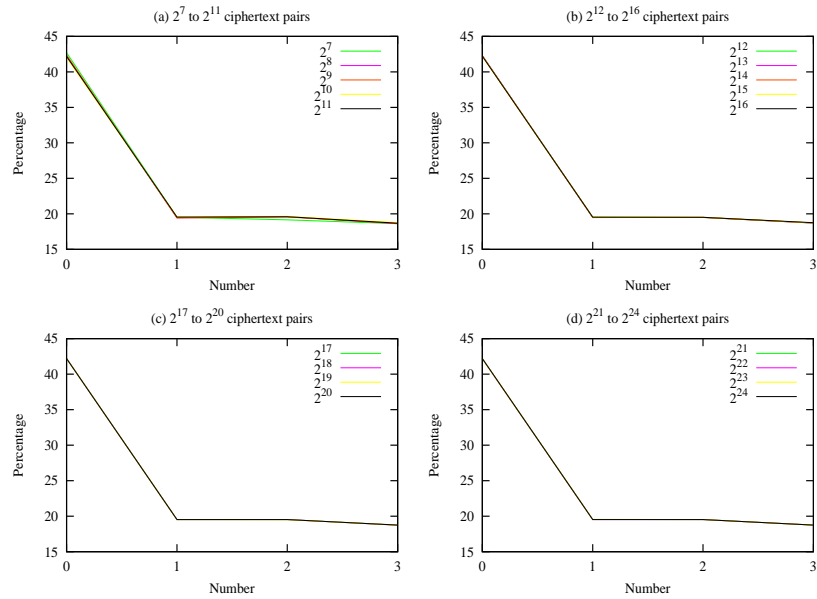 (a) 2^7 to 2^11 ciphertext pairs
45
40
35
30
25
20
15
0 1 2 3
Percentage
Number
2^7
2^8
2^9
2^10
2^11
(b) 2^12 to 2^16 ciphertext pairs
45
40
35
30
25
20
15
0 1 2 3
Percentage
Number
2^12
2^13
2^14
2^15
2^16
(c) 2^17 to 2^20 ciphertext pairs
45
40
35
30
25
20
15
0 1 2 3
Percentage
Number
2^17
2^18
2^19
2^20
(d) 2^21 to 2^24 ciphertext pairs
45
40
35
30
25
20
15
0 1 2 3
Percentage
Number
2^21
2^22
2^23
2^24